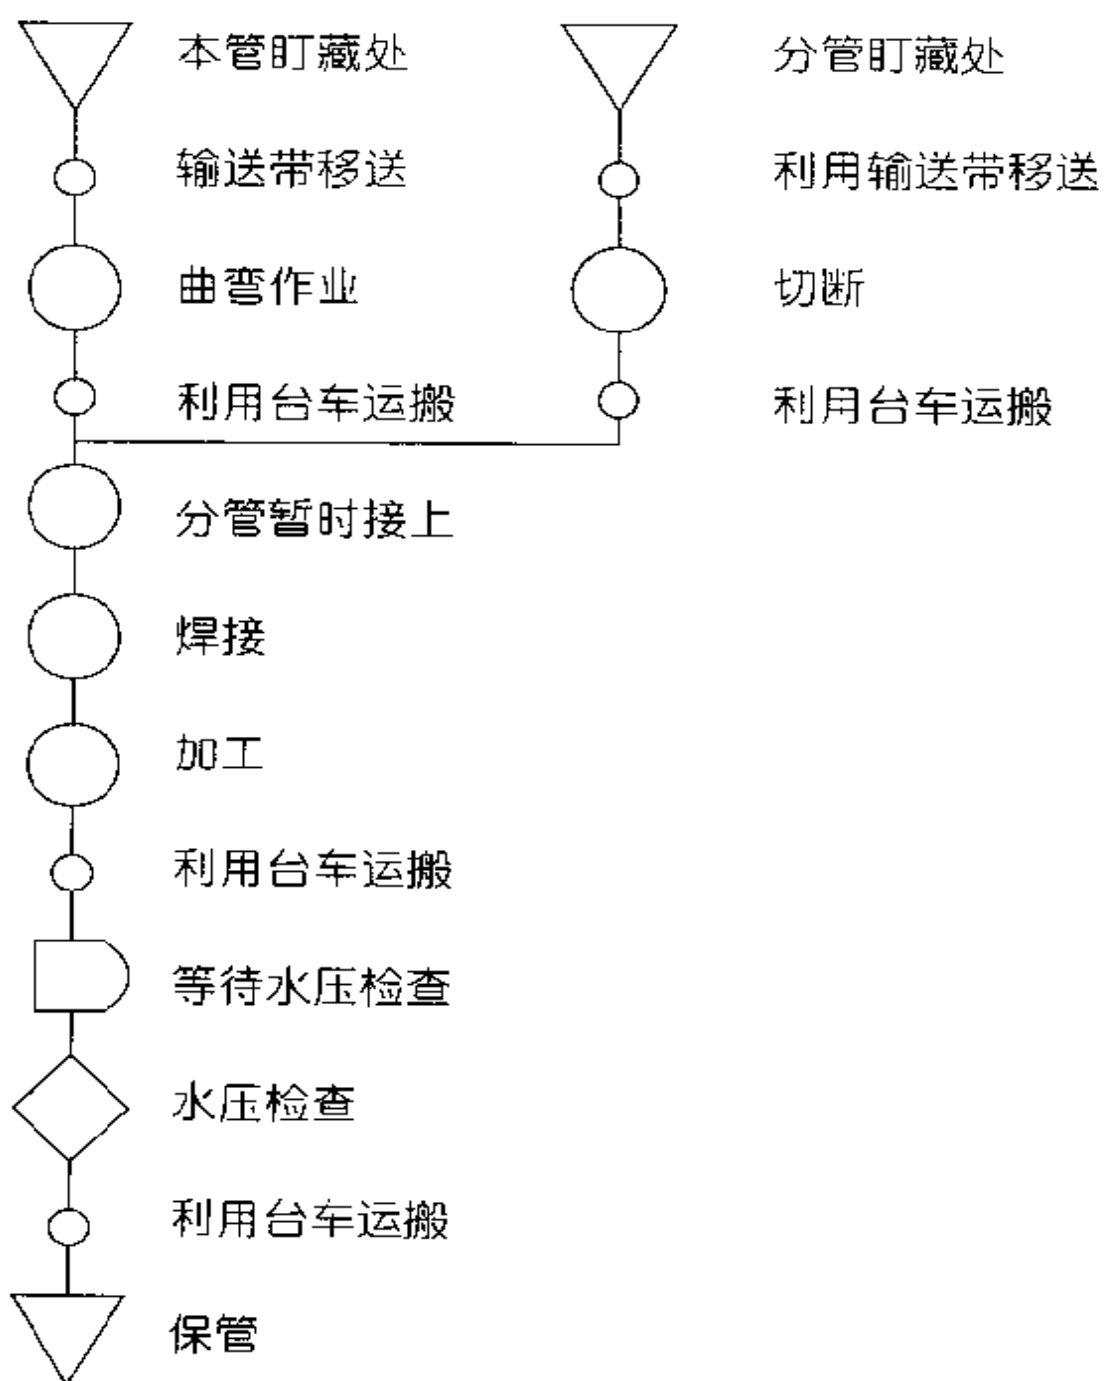 本管盯藏处
分管盯藏处
输送带移送
利用输送带移送
曲弯作业
切断
利用台车运搬
利用台车运搬
分管暂时接上
焊接
加工
利用台车运搬
等待水压检查
水压检查
利用台车运搬
保管